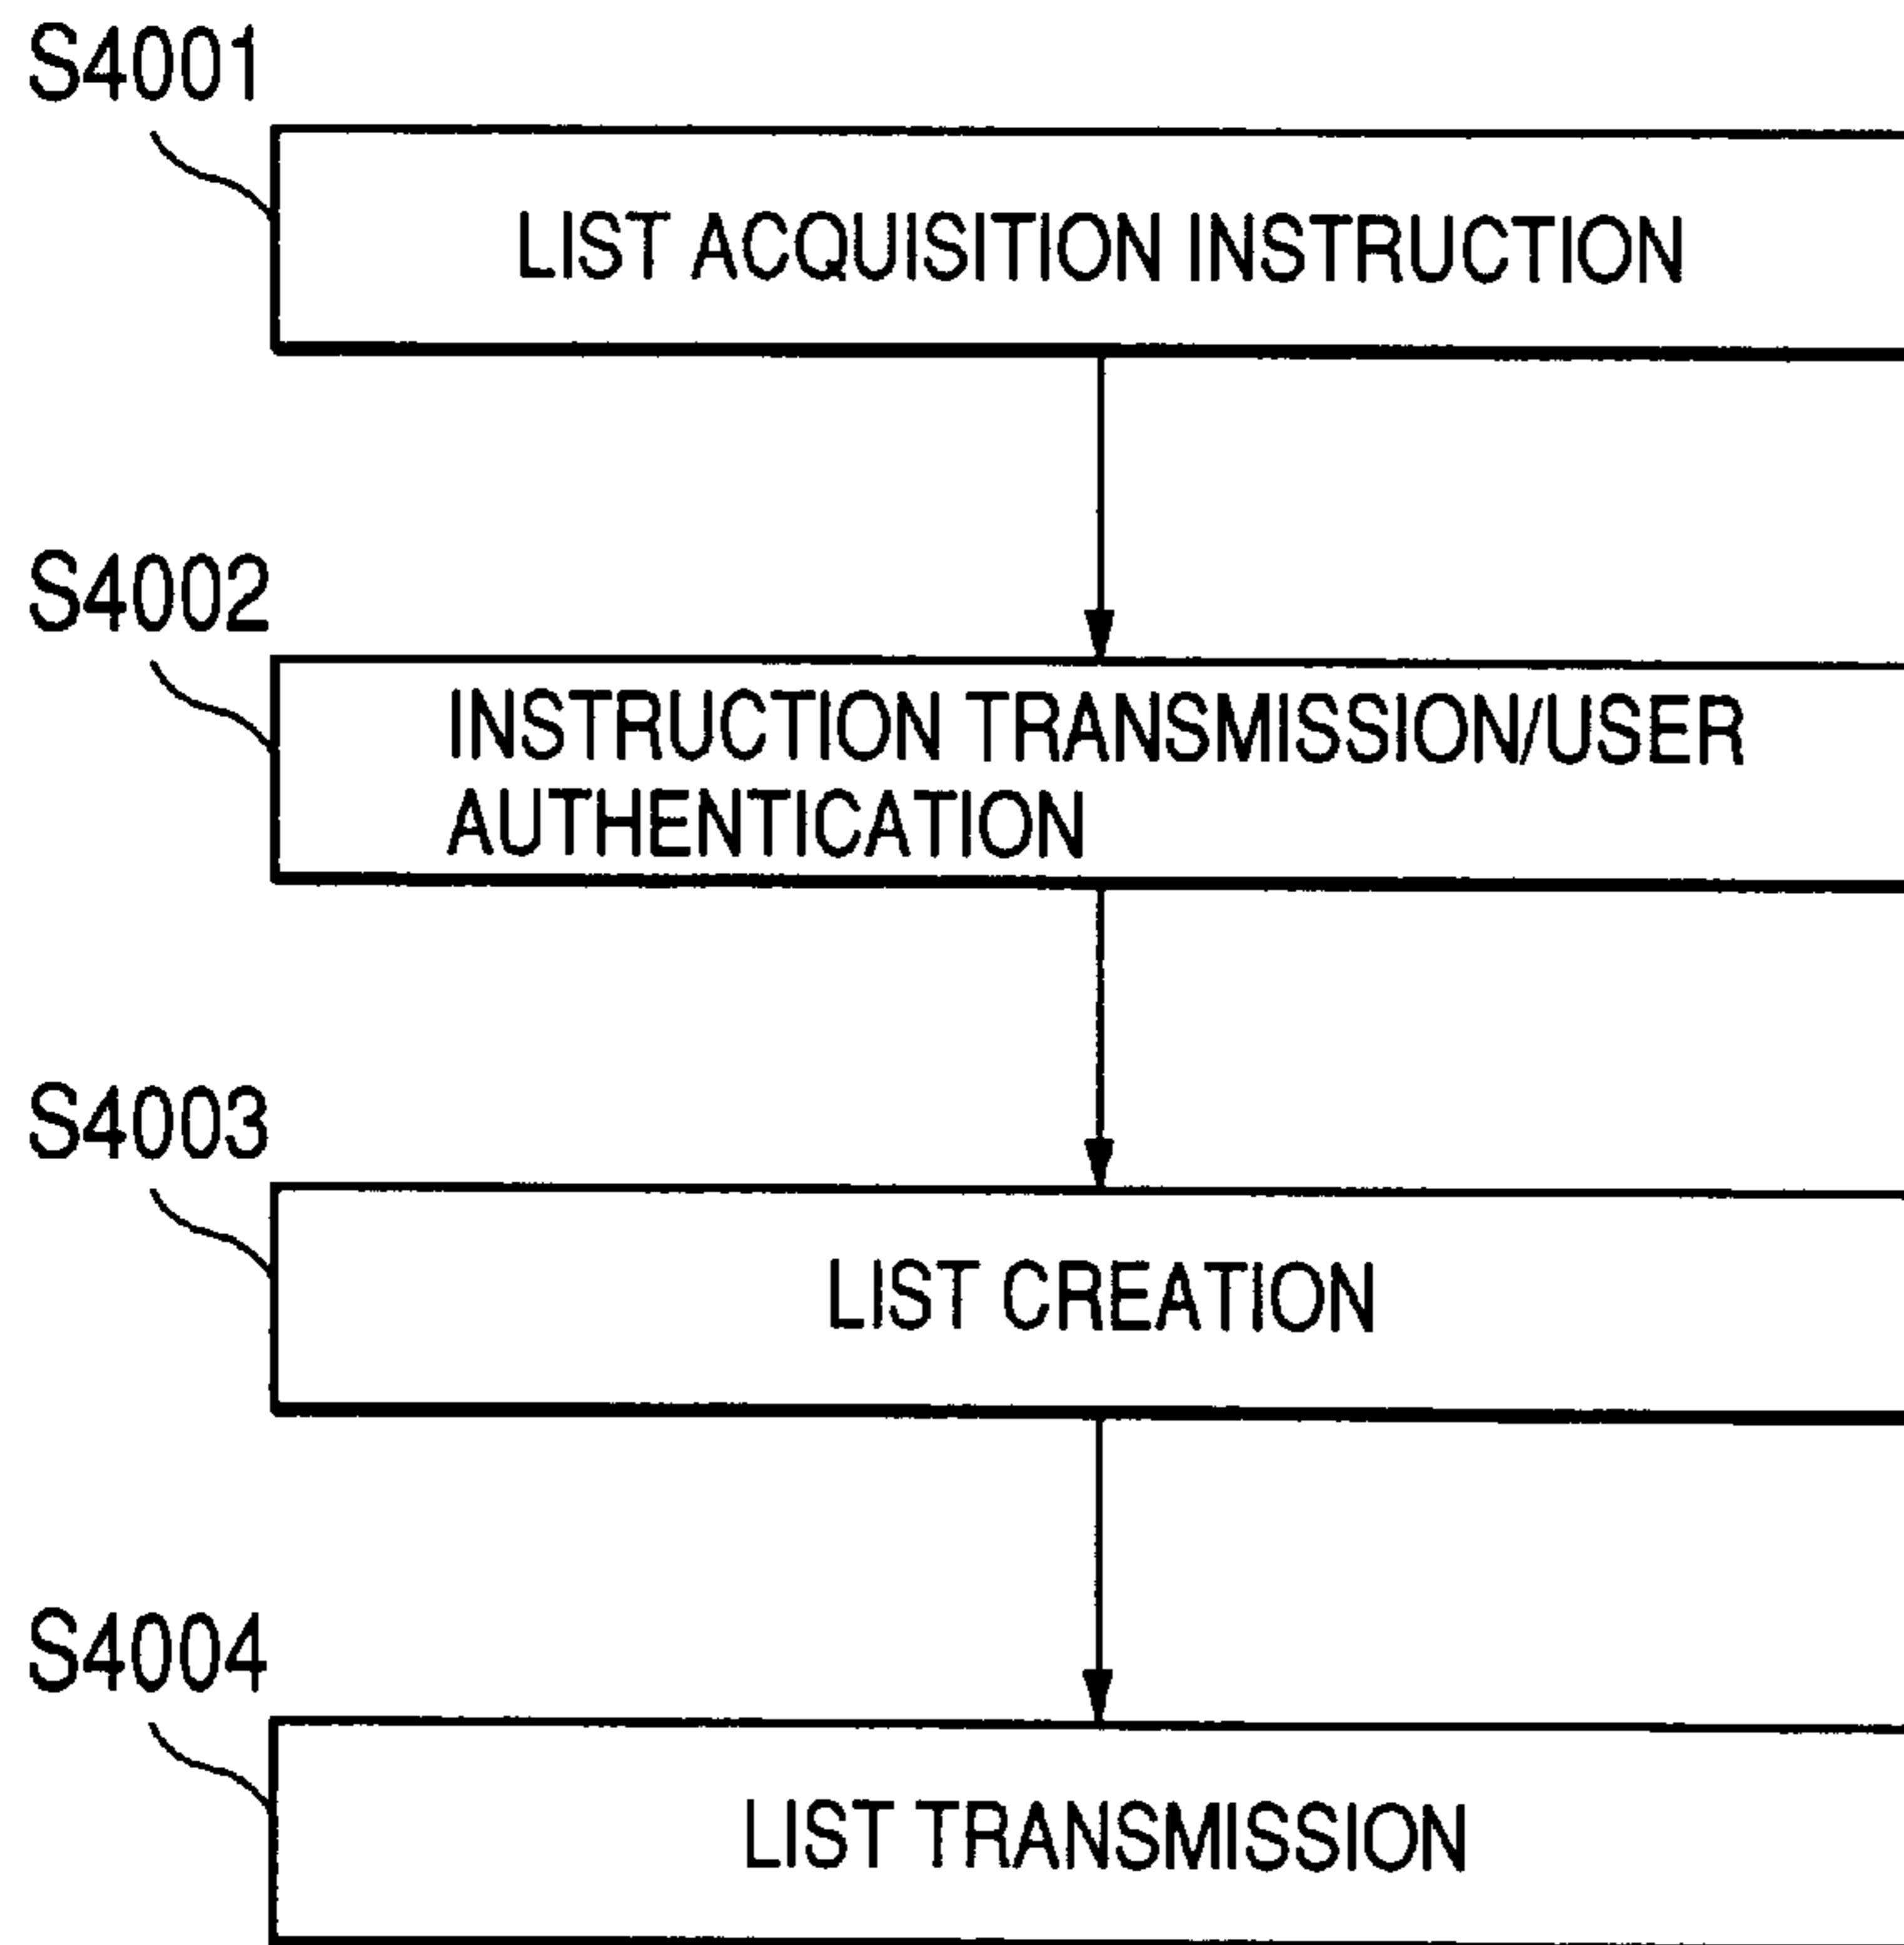 S4001
LIST ACQUISITION INSTRUCTION
S4002
INSTRUCTION TRANSMISSION/USER
AUTHENTICATION
S4003
LIST CREATION
S4004
LIST TRANSMISSION